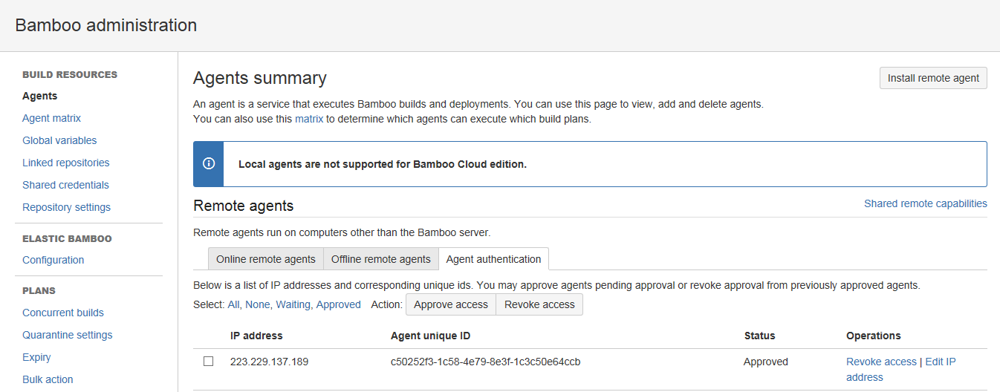 Bamboo administration
BUILD RESOURCES
Agents
Agent matrix
Global variables
Linked repositories
Shared credentials
Repository settings
ELASTIC BAMBOO
Configuration
PLANS
Concurrent builds
Quarantine settings
Expiry
Bulk action
Agents summary
Install remote agent
An agent is a service that executes Bamboo builds and deployments. You can use this page to view, add and delete agents.
You can also use this matrix to determine which agents can execute which build plans.
Local agents are not supported for Bamboo Cloud edition.
Remote agents
Shared remote capabilities
Remote agents run on computers other than the Bamboo server.
Online remote agents Offline remote agents Agent authentication
Below is a list of IP addresses and corresponding unique ids. You may approve agents pending approval or revoke approval from previously approved agents.
Select: All, None, Waiting, Approved Action: Approve access Revoke access
IP address Agent unique ID Status Operations
223.229.137.189 c50252f3-1c58-4e79-8e3f-1c3c50e64ccb Approved Revoke access | Edit IP
address